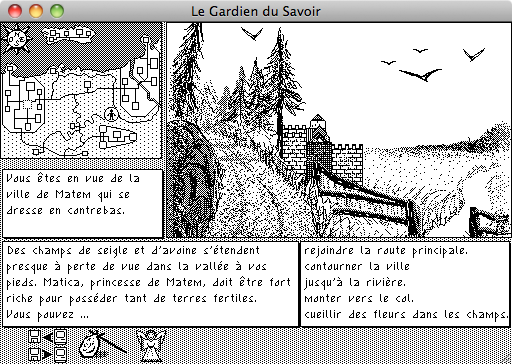 Le Gardien du Savoir
Vous êtes en vue de la
ville de Matem qui se
dresse en contrebas.
Des champs de seigle et d'avoine s'étendent
presque à perte de vue dans la vallée à vos
pieds. Matica, princesse de Matem, doit être fort
riche pour posséder tant de terres fertiles.
Vous pouvez ...
rejoindre la route principale.
contourner la ville
jusqu'à la rivière.
monter vers le col.
cueillir des fleurs dans les champs.